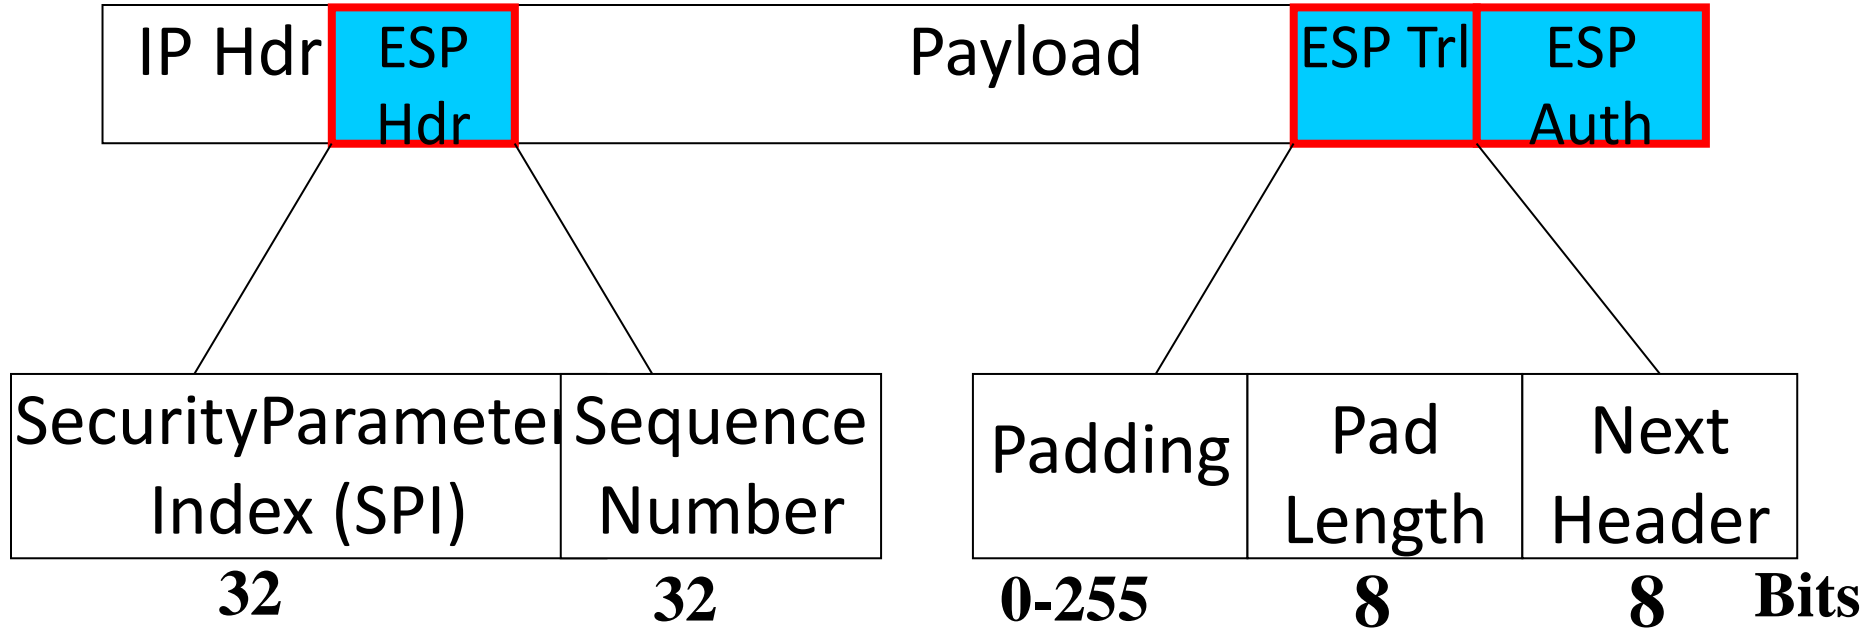 IP Hdr
ESP
Hdr
Payload
ESP Trl
ESP
Auth
SecurityParameter
Index (SPI)
Sequence
Number
Padding
Pad
Length
Next
Header
32
32
0-255
8
8
Bits